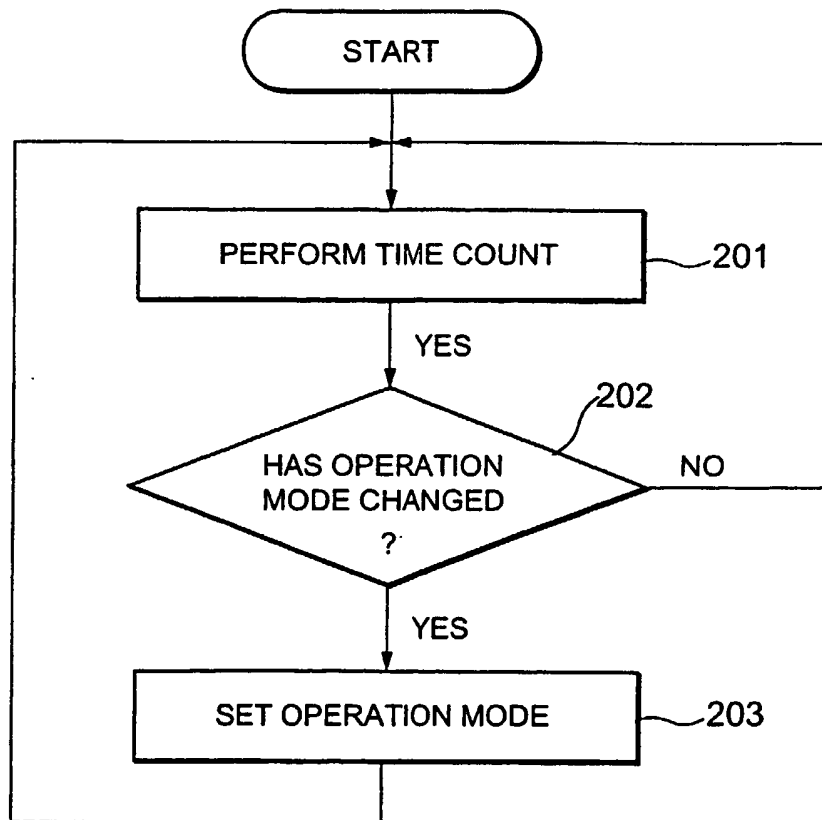 START
PERFORM TIME COUNT
201
YES
202
HAS OPERATION
MODE CHANGED
?
NO
YES
SET OPERATION MODE
203